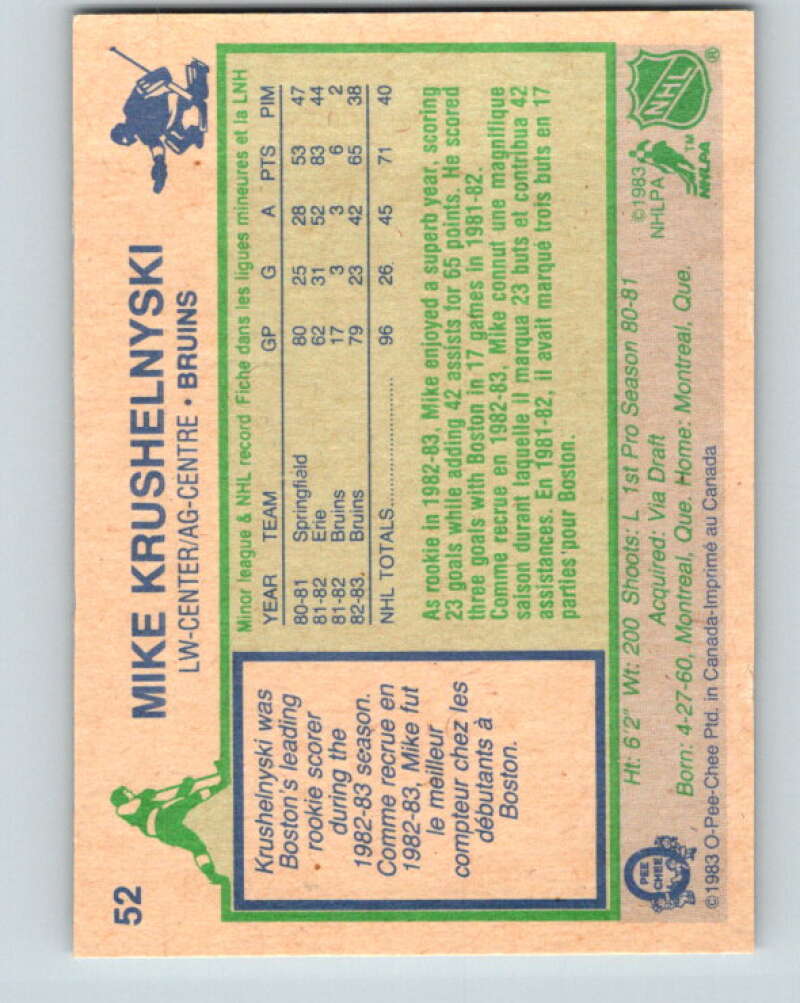 52
MIKE KRUSHELNYSKI
LW-CENTER/AG-CENTRE • BRUINS
Krushelnyski was
Boston's leading
rookie scorer
during the
1982-83 season.
Comme recrue en
1982-83, Mike fut
le meilleur
compteur chez les
débutants à
Boston.
Minor league & NHL record Fiche dans les ligues mineures et la LNH
YEAR TEAM GP G A PTS PIM
80-81 Springfiald 80 25 28 53 47
81-82 Erie 62 31 52 83 44
81-82 Bruins 17 3 3 6 2
82-83 Bruins 79 23 42 65 38
NHL TOTALS 96 26 45 71 40
As rookie in 1982-83, Mike enjoyed a superb year, scoring
23 goals while adding 42 assists for 65 points. He scored
three goals with Boston in 17 games in 1981-82.
Comme recrue en 1982-83, Mike connut une magnifique
saison durant laquelle il marqua 23 buts et contribua 42
assistances. En 1981-82, il avait marqué trois buts en 17
parties pour Boston.
Ht: 6'2" Wt: 200 Shoots: L 1st Pro Season 80-81
Acquired: Via Draft
Born: 4-27-60, Montreal, Que. Home: Montreal, Que.
©1983 O-Pee-Chee Ptd. in Canada-Imprimé au Canada
O
PEE
CHEE
©1983
NHLPA
NHL
®
NHLPA
TM